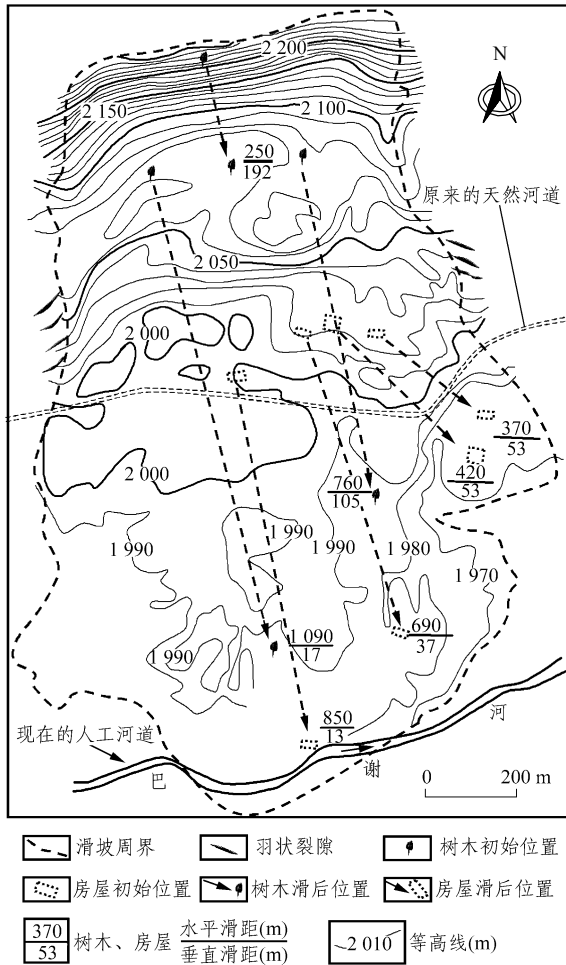 2 200
N
2 150
2 100
250
192
原来的天然河道
2 050
2 000
370
53
420
53
2 000
760
105
1 990
1 990
1 980
1 970
1 990
1 090
17
690
37
850
13
现在的人工河道
巴
谢
河
0 200 m
滑坡周界
羽状裂隙
树木初始位置
房屋初始位置
树木滑后位置
房屋滑后位置
370
53
树木、房屋
水平滑距(m)
垂直滑距(m)
2 010
等高线(m)